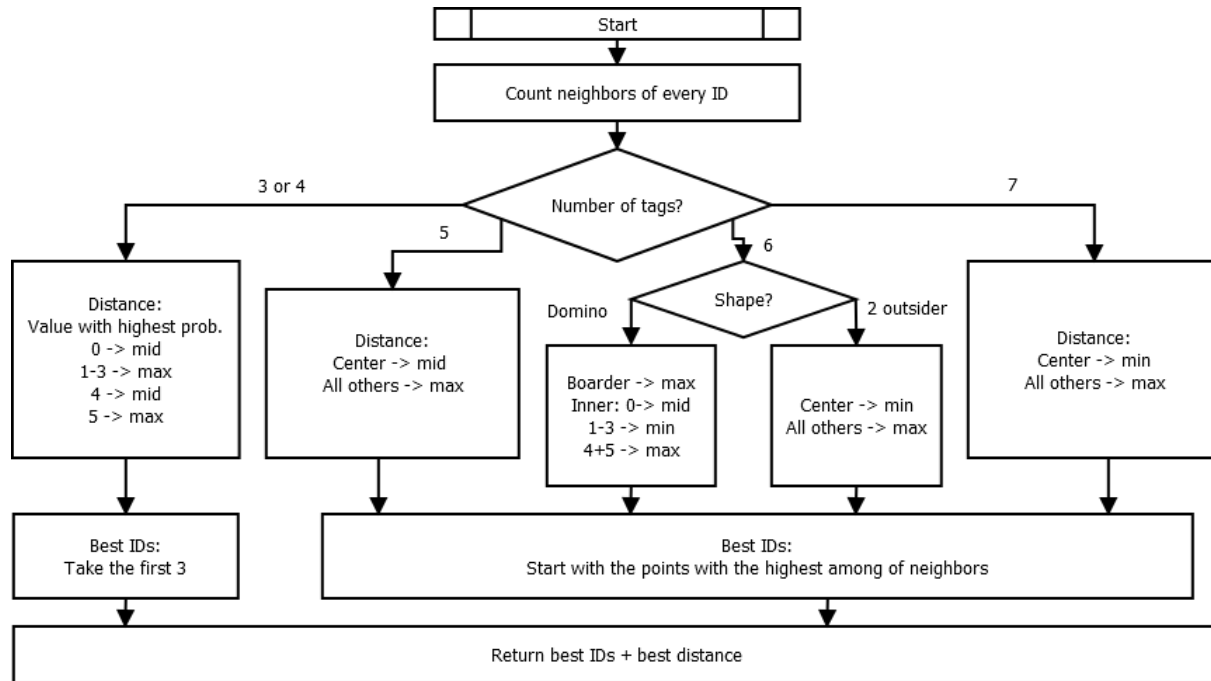 Start
Count neighbors of every ID
Number of tags?
3 or 4
5
6
7
Distance:
Value with highest prob.
0 -> mid
1-3 -> max
4 -> mid
5 -> max
Distance:
Center -> mid
All others -> max
Shape?
Domino
2 outsider
Boarder -> max
Inner: 0-> mid
1-3 -> min
4+5 -> max
Center -> min
All others -> max
Distance:
Center -> min
All others -> max
Best IDs:
Take the first 3
Best IDs:
Start with the points with the highest among of neighbors
Return best IDs + best distance